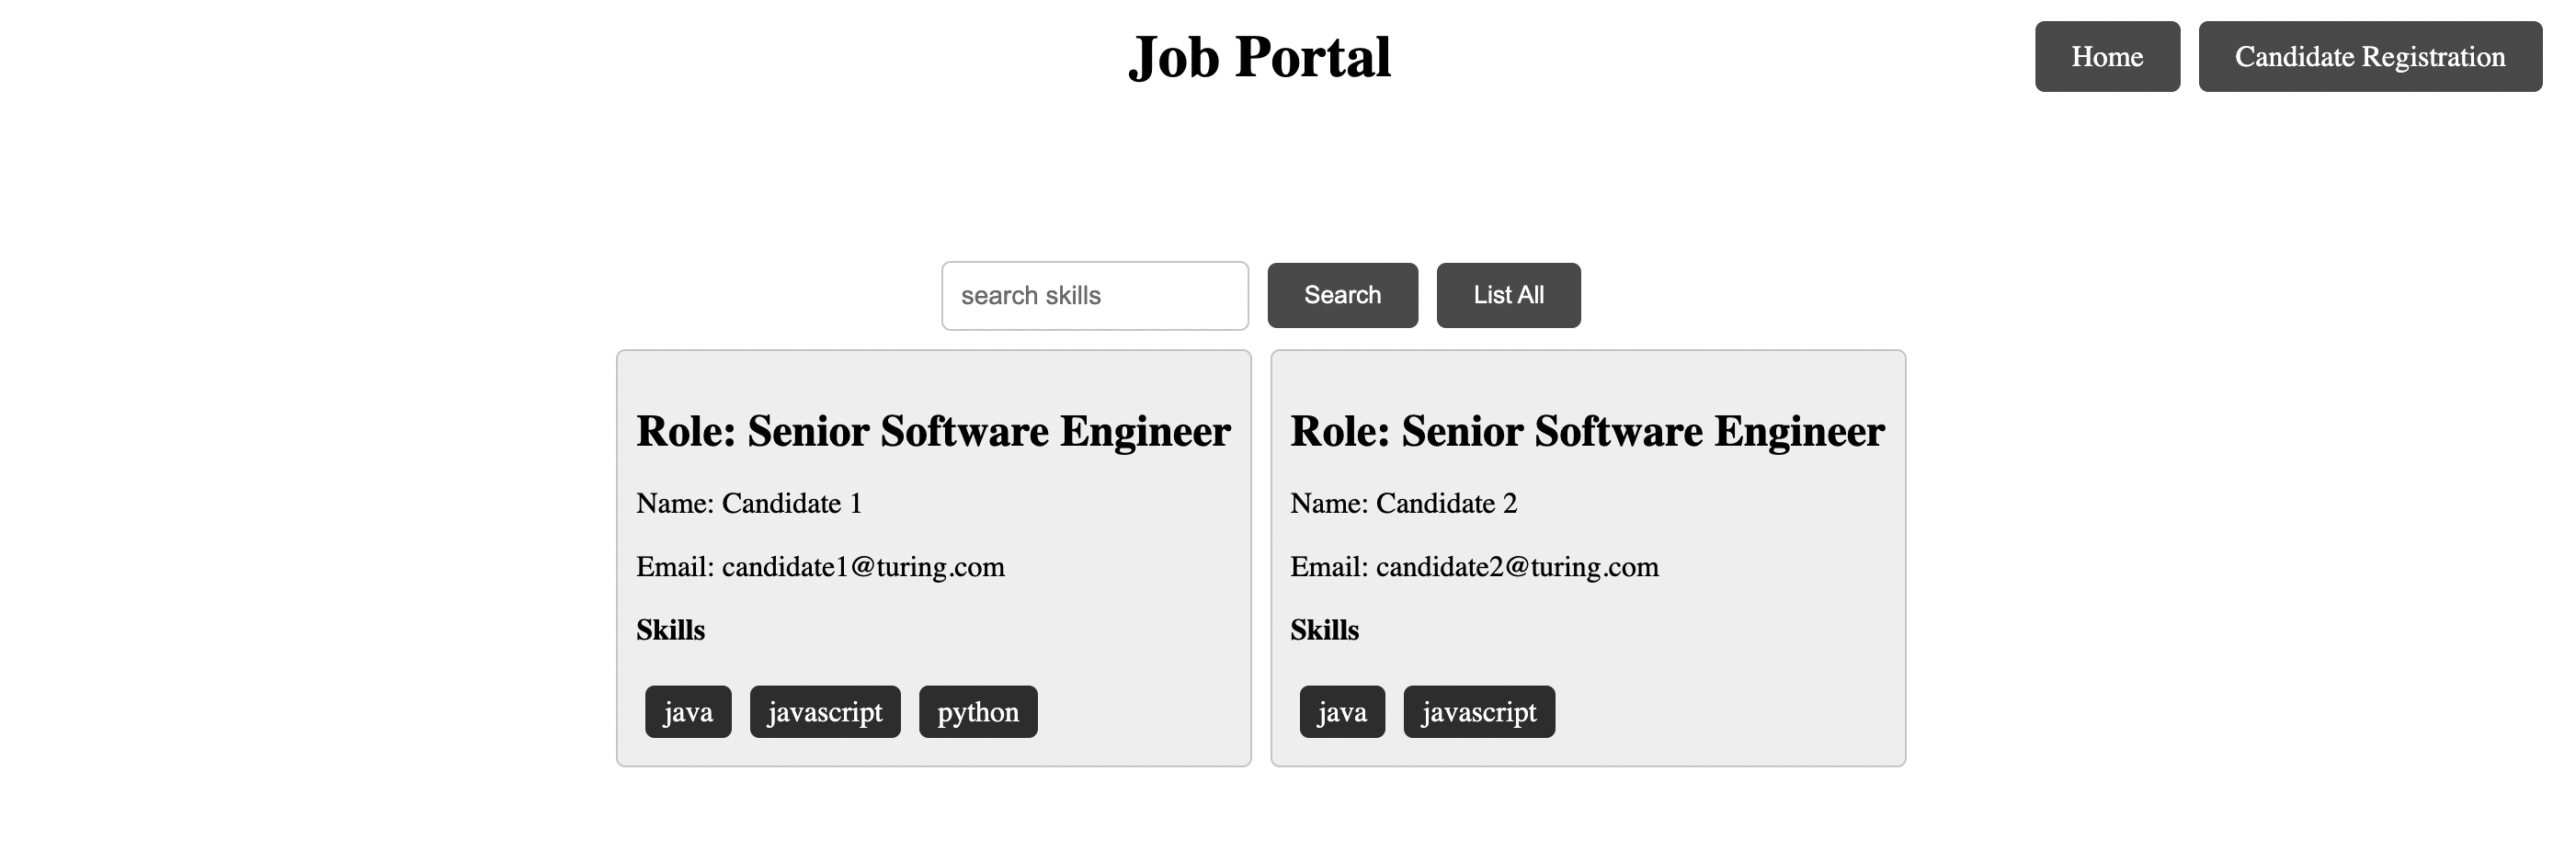 Job Portal
Home
Candidate Registration
search skills
Search
List All
Role: Senior Software Engineer
Name: Candidate 1
Email: candidate1@turing.com
Skills
java javascript python
Role: Senior Software Engineer
Name: Candidate 2
Email: candidate2@turing.com
Skills
java javascript